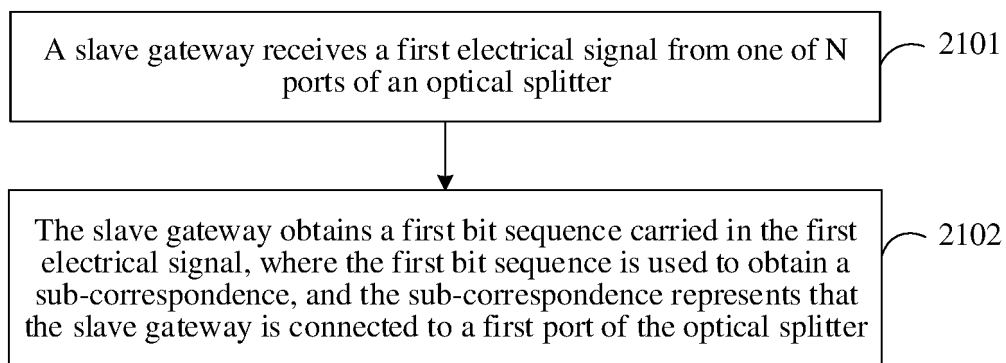 A slave gateway receives a first electrical signal from one of N
ports of an optical splitter
2101
The slave gateway obtains a first bit sequence carried in the first
electrical signal, where the first bit sequence is used to obtain a
sub-correspondence, and the sub-correspondence represents that
the slave gateway is connected to a first port of the optical splitter
2102